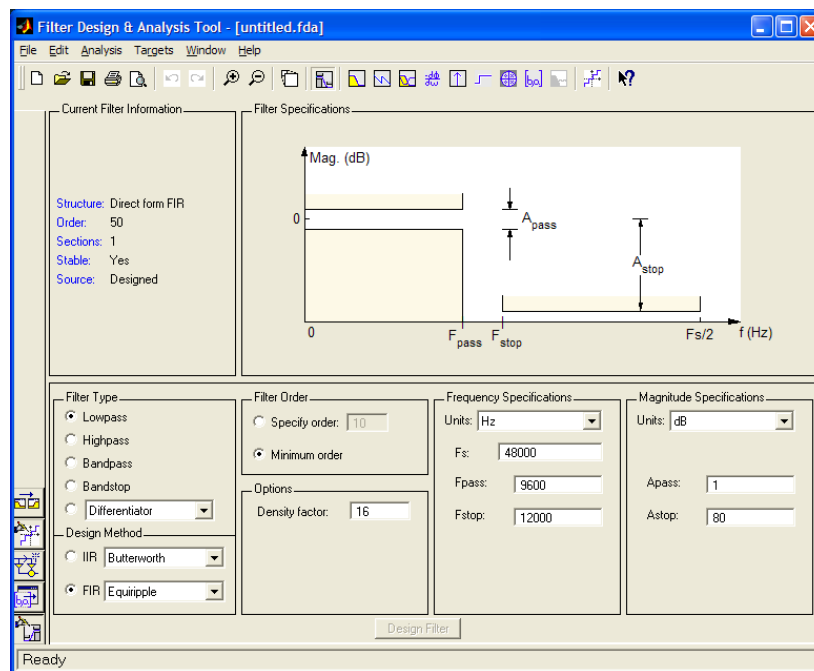 Filter Design & Analysis Tool - [untitled.fda]
File Edit Analysis Targets Window Help
Current Filter Information
Structure: Direct form FIR
Order: 50
Sections: 1
Stable: Yes
Source: Designed
Filter Specifications
Mag. (dB)
0
A pass
A stop
0
F pass
F stop
Fs/2
f (Hz)
Filter Type
Lowpass
Highpass
Bandpass
Bandstop
Differentiator
Design Method
IIR Butterworth
FIR Equiripple
Filter Order
Specify order: 10
Minimum order
Options
Density factor: 16
Frequency Specifications
Units: Hz
Fs: 48000
Fpass: 9600
Fstop: 12000
Magnitude Specifications
Units: dB
Apass: 1
Astop: 80
Design Filter
Ready